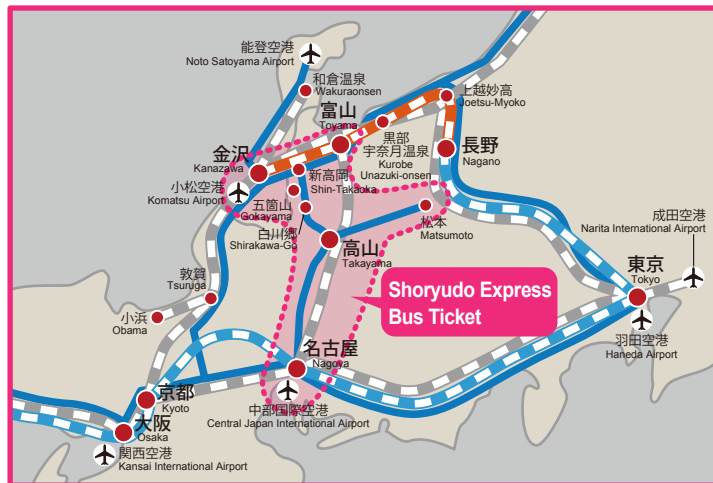 能登空港
Noto Satoyama Airport
和倉温泉
Wakuraonsen
富山
Toyama
上越妙高
Joetsu-Myoko
黒部
宇奈月温泉
Kurobe
Unazuki-onsen
長野
Nagano
金沢
Kanazawa
小松空港
Komatsu Airport
新高岡
Shin-Takaoka
五箇山
Gokayama
白川郷
Shirakawa-Go
高山
Takayama
松本
Matsumoto
成田空港
Narita International Airport
東京
Tokyo
羽田空港
Haneda Airport
敦賀
Tsuruga
小浜
Obama
Shoryudo Express
Bus Ticket
名古屋
Nagoya
中部国際空港
Central Japan International Airport
京都
Kyoto
大阪
Osaka
関西空港
Kansai International Airport